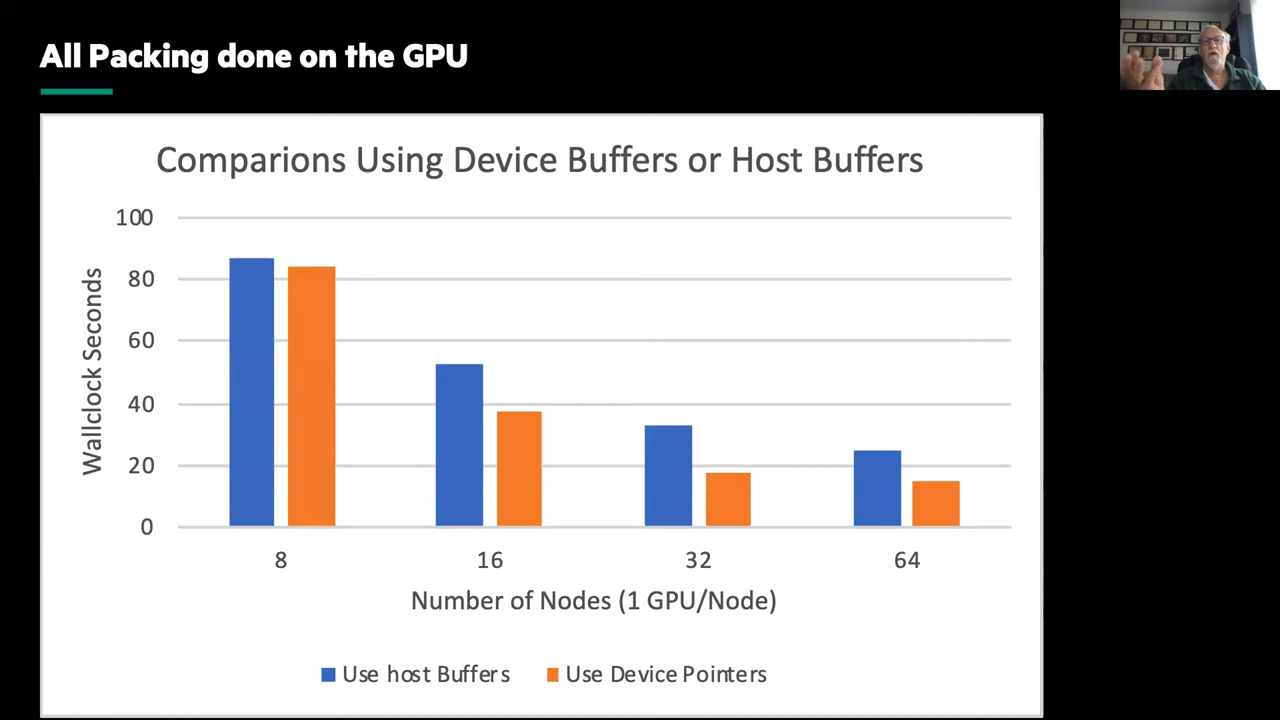 All Packing done on the GPU
Comparions Using Device Buffers or Host Buffers
100
80
60
40
20
0
Wallclock Seconds
8 16 32 64
Number of Nodes (1 GPU/Node)
Use host Buffers Use Device Pointers